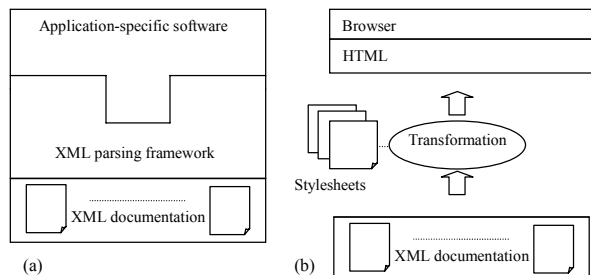 Application-specific software
XML parsing framework
XML documentation
(a)
Browser
HTML
Transformation
Stylesheets
XML documentation
(b)